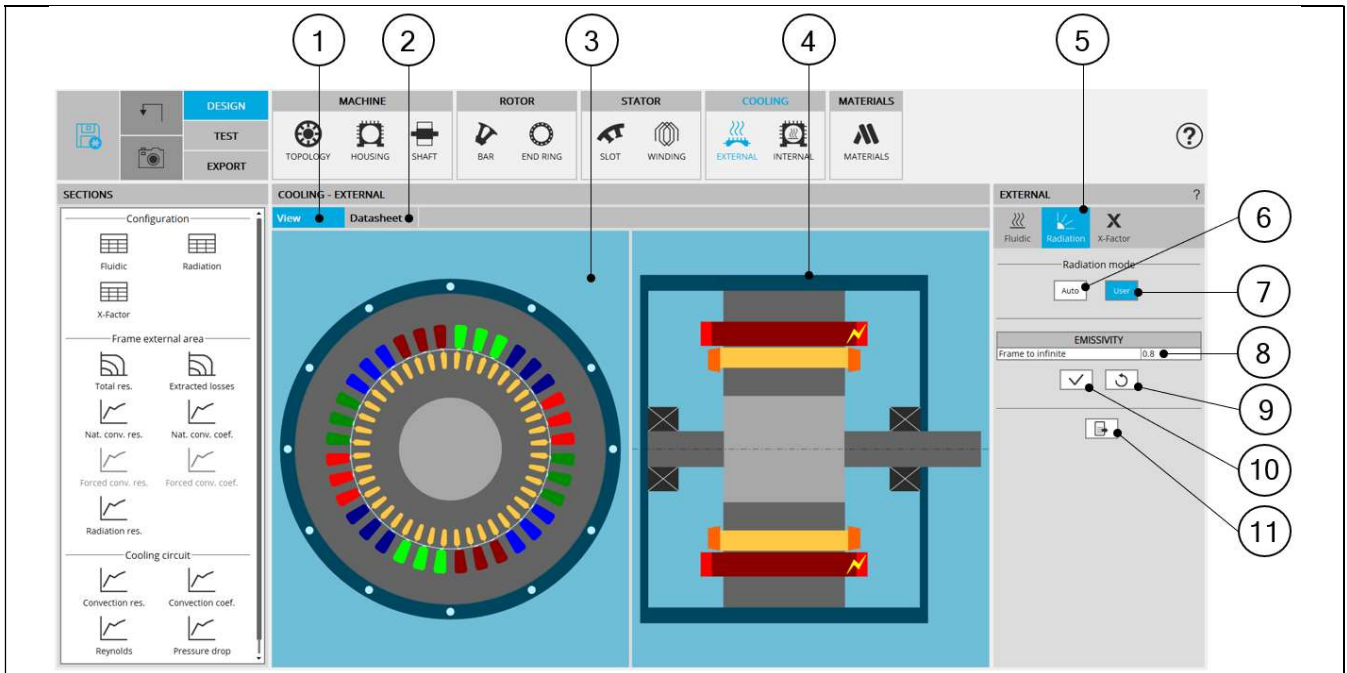 1 2 3 4 5
DESIGN
TEST
EXPORT
MACHINE
TOPOLOGY HOUSING SHAFT
ROTOR
BAR END RING
STATOR
SLOT WINDING
COOLING
EXTERNAL INTERNAL
MATERIALS
MATERIALS
?
SECTIONS
Configuration
Fluidic Radiation
X-Factor
Frame external area
Total res. Extracted losses
Nat. conv. res. Nat. conv. coef.
Forced conv. res. Forced conv. coef.
Radiation res.
Cooling circuit
Convection res. Convection coef.
Reynolds Pressure drop
COOLING - EXTERNAL
View Datasheet
EXTERNAL ?
Fluidic Radiation X-Factor
Radiation mode
Auto User
EMISSIVITY
Frame to infinite 0.8
6
7
8
9
10
11